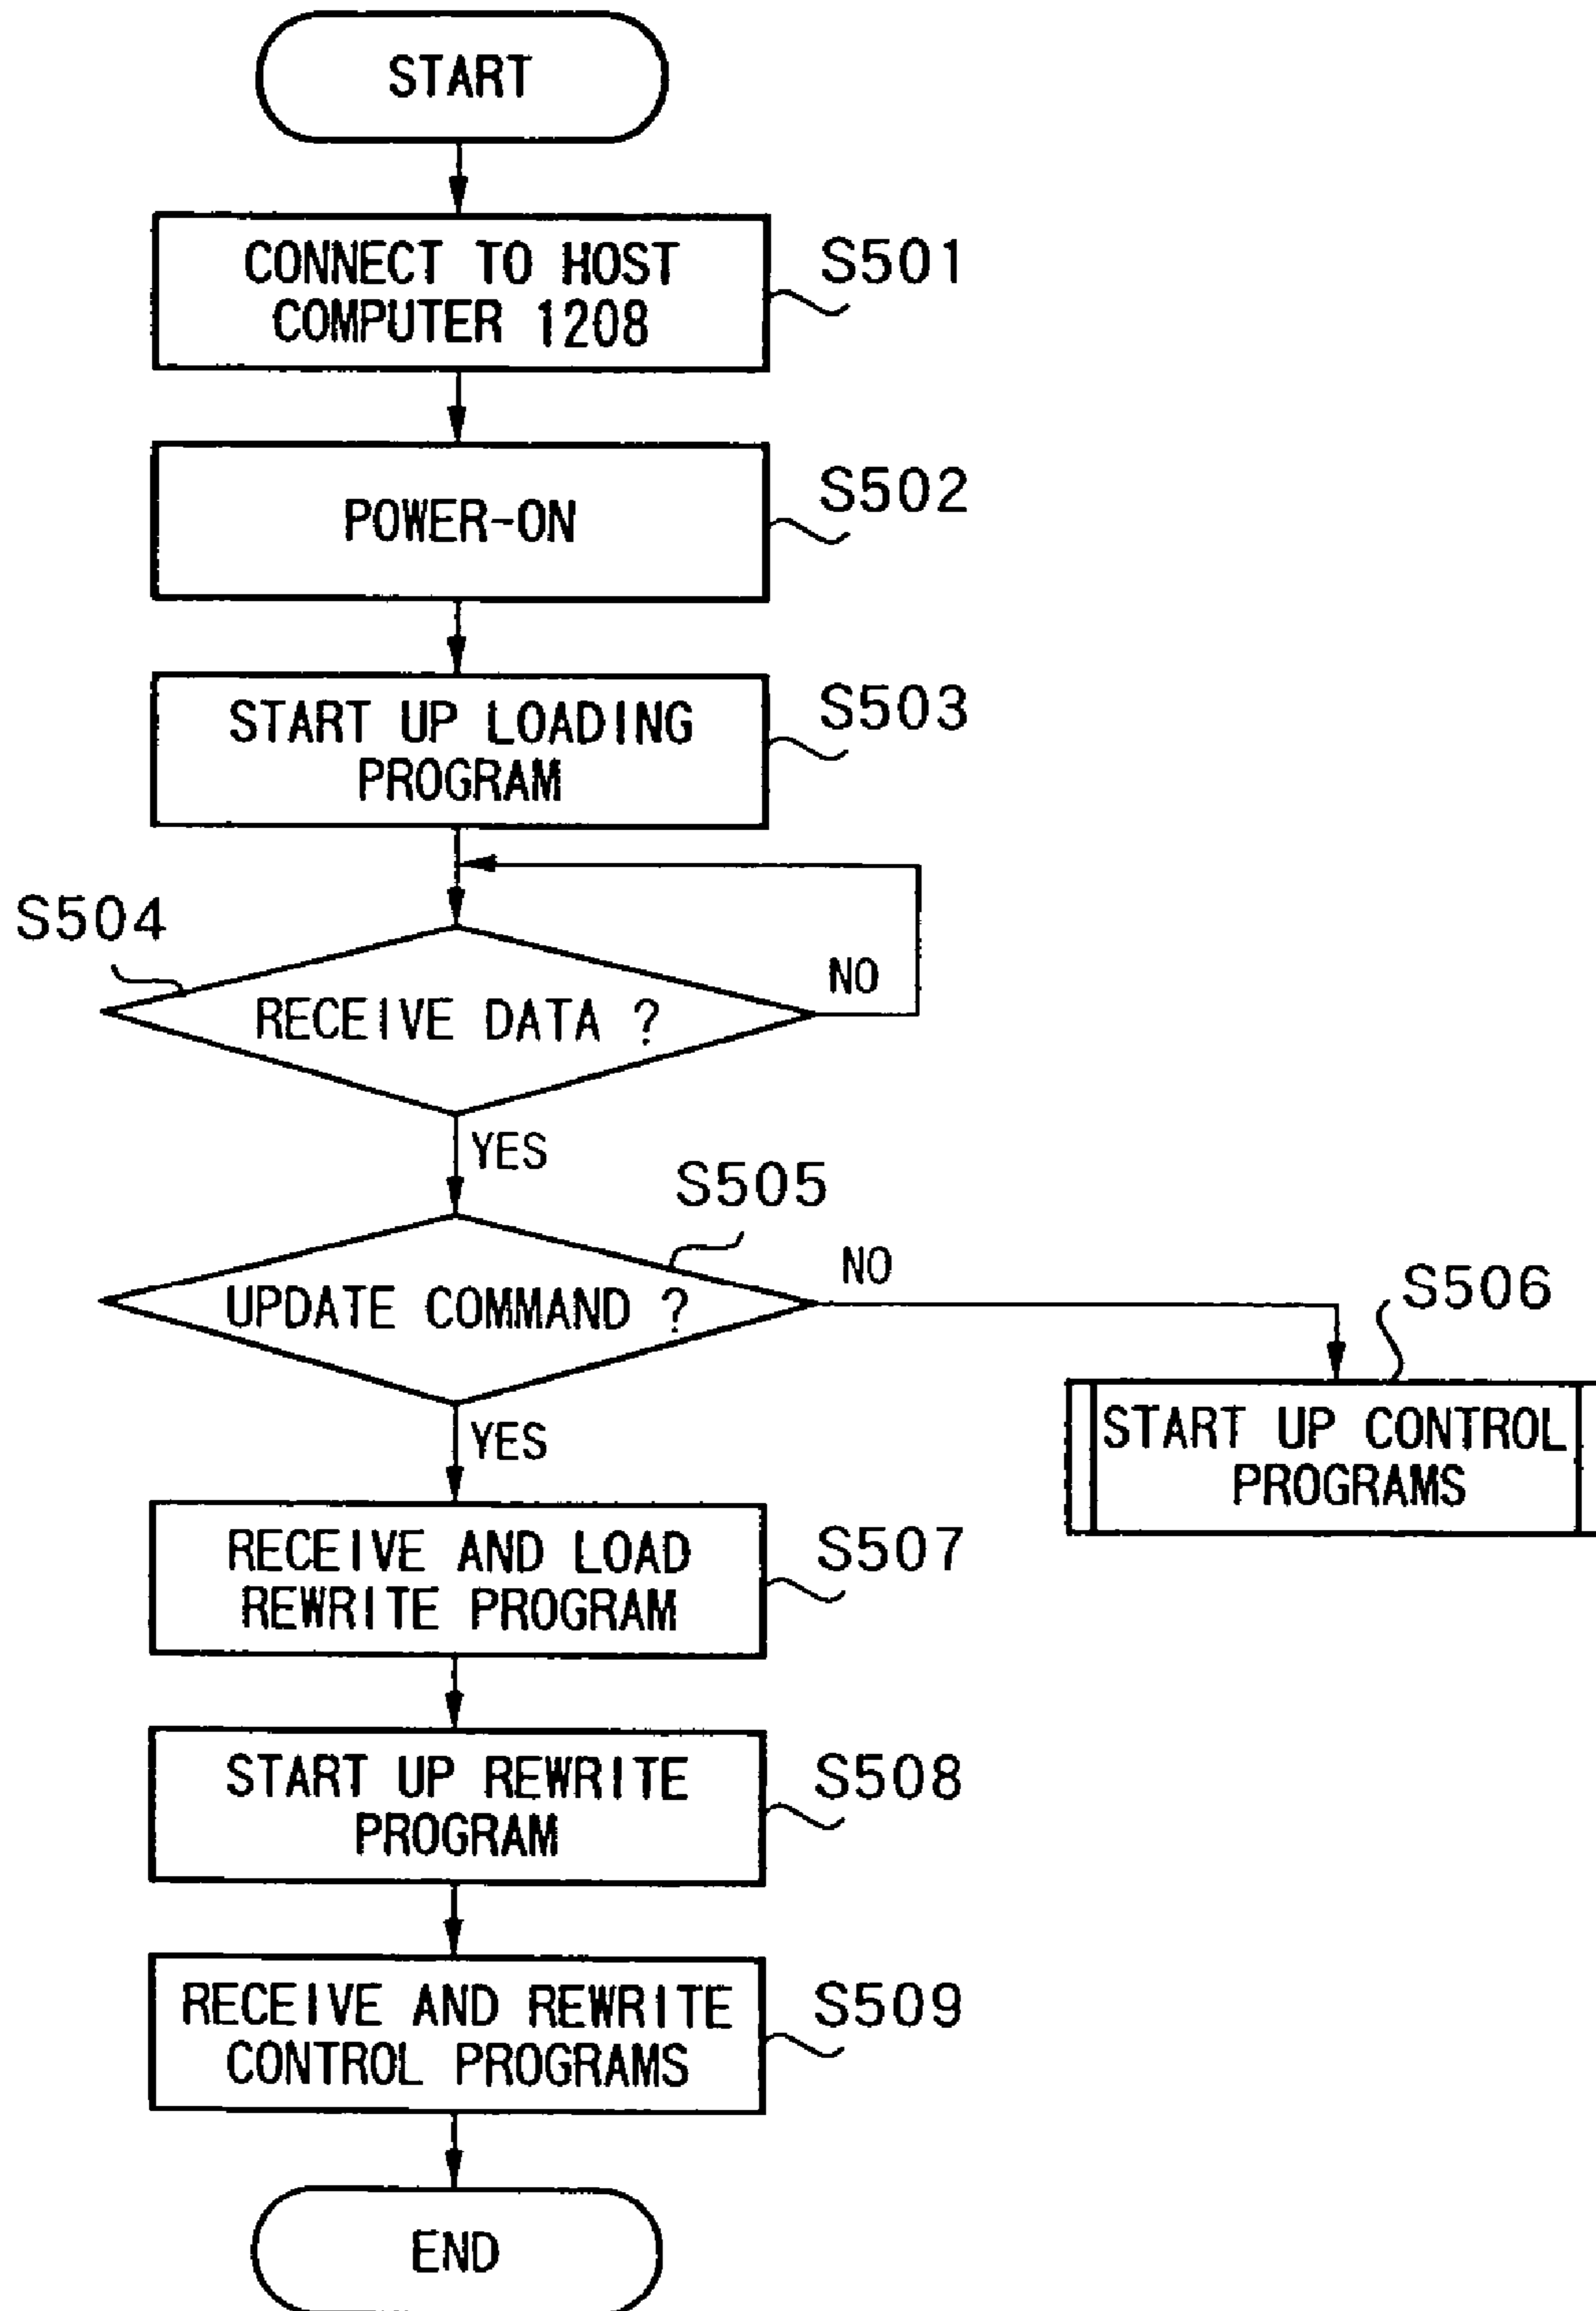 START
CONNECT TO HOST
COMPUTER 1208
S501
POWER-ON
S502
START UP LOADING
PROGRAM
S503
S504
RECEIVE DATA ?
NO
YES
S505
UPDATE COMMAND ?
NO
S506
START UP CONTROL
PROGRAMS
YES
RECEIVE AND LOAD
REWRITE PROGRAM
S507
START UP REWRITE
PROGRAM
S508
RECEIVE AND REWRITE
CONTROL PROGRAMS
S509
END